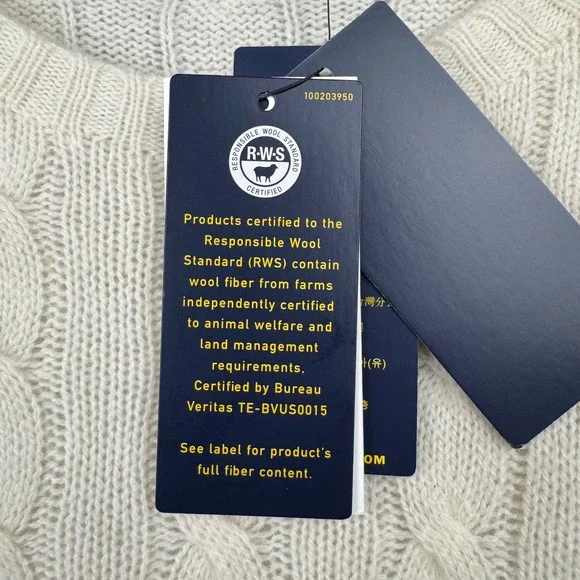 100203950
RESPONSIBLE WOOL STANDARD
R·W·S
CERTIFIED
Products certified to the
Responsible Wool
Standard (RWS) contain
wool fiber from farms
independently certified
to animal welfare and
land management
requirements.
Certified by Bureau
Veritas TE-BVUS0015
See label for product's
full fiber content.
(유)
OM